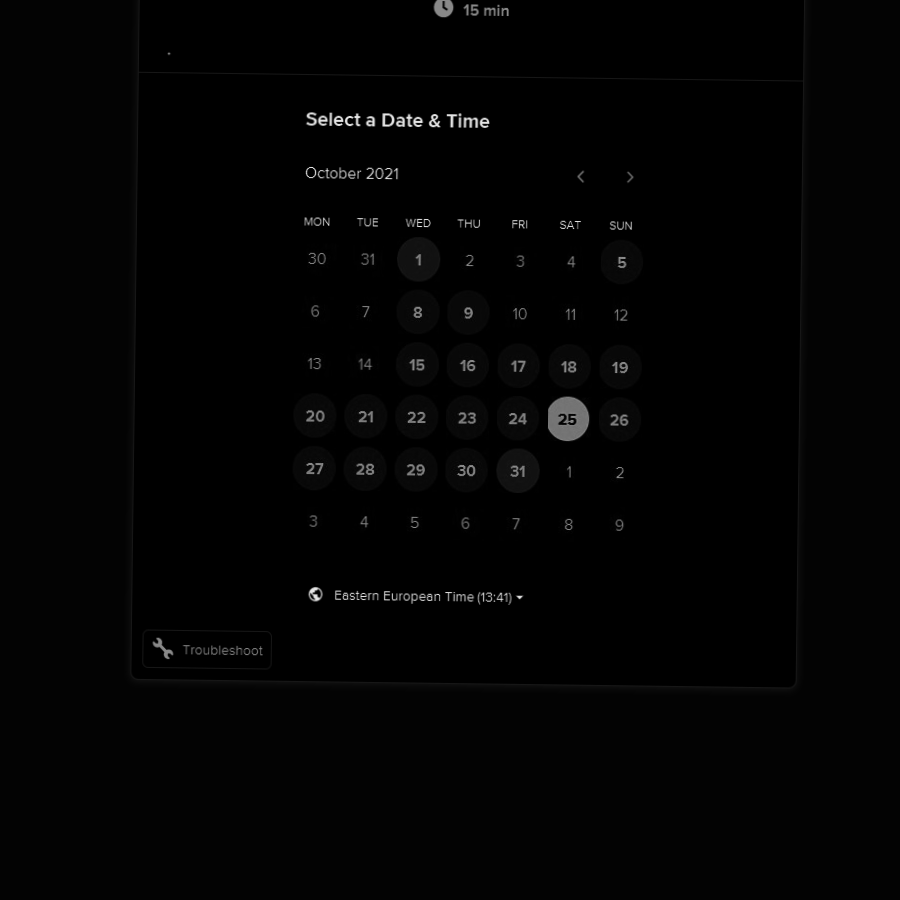 15 min
Select a Date & Time
October 2021
MON TUE WED THU FRI SAT SUN
30 31 1 2 3 4 5
6 7 8 9 10 11 12
13 14 15 16 17 18 19
20 21 22 23 24 25 26
27 28 29 30 31 1 2
3 4 5 6 7 8 9
Eastern European Time (13:41)
Troubleshoot